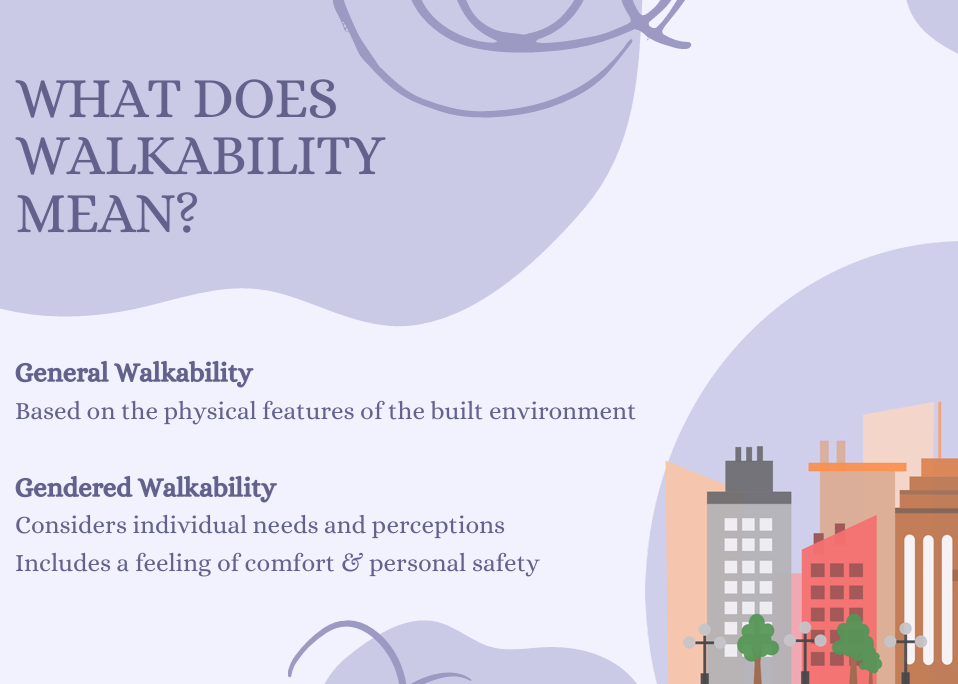 WHAT DOES
WALKABILITY
MEAN?
General Walkability
Based on the physical features of the built environment
Gendered Walkability
Considers individual needs and perceptions
Includes a feeling of comfort & personal safety